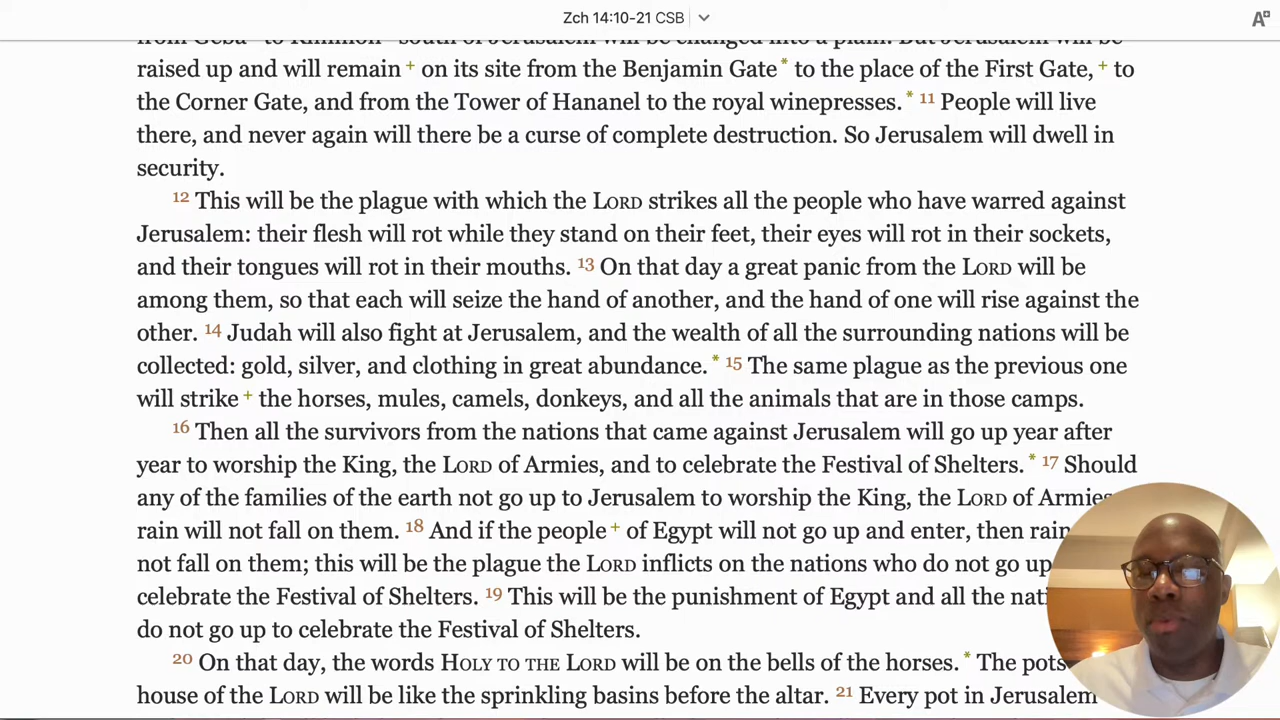 Zch 14:10-21 CSB
A
raised up and will remain + on its site from the Benjamin Gate * to the place of the First Gate, + to
the Corner Gate, and from the Tower of Hananel to the royal winepresses. * 11 People will live
there, and never again will there be a curse of complete destruction. So Jerusalem will dwell in
security.
12 This will be the plague with which the LORD strikes all the people who have warred against
Jerusalem: their flesh will rot while they stand on their feet, their eyes will rot in their sockets,
and their tongues will rot in their mouths. 13 On that day a great panic from the LORD will be
among them, so that each will seize the hand of another, and the hand of one will rise against the
other. 14 Judah will also fight at Jerusalem, and the wealth of all the surrounding nations will be
collected: gold, silver, and clothing in great abundance. * 15 The same plague as the previous one
will strike + the horses, mules, camels, donkeys, and all the animals that are in those camps.
16 Then all the survivors from the nations that came against Jerusalem will go up year after
year to worship the King, the LORD of Armies, and to celebrate the Festival of Shelters. * 17 Should
any of the families of the earth not go up to Jerusalem to worship the King, the LORD of Armies
rain will not fall on them. 18 And if the people + of Egypt will not go up and enter, then rain
not fall on them; this will be the plague the LORD inflicts on the nations who do not go up
celebrate the Festival of Shelters. 19 This will be the punishment of Egypt and all the
do not go up to celebrate the Festival of Shelters.
20 On that day, the words HOLY TO THE LORD will be on the bells of the horses. * The pots
house of the LORD will be like the sprinkling basins before the altar. 21 Every pot in Jerusalem